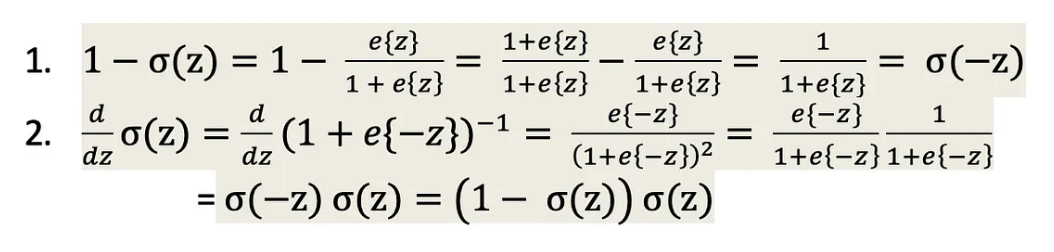 1. 1 − σ(z) = 1 − e{z}/(1 + e{z}) = (1+e{z})/(1+e{z}) − e{z}/(1+e{z}) = 1/(1+e{z}) = σ(−z)
2. d/dz σ(z) = d/dz (1 + e{−z})⁻¹ = e{−z}/(1+e{−z})² = e{−z}/(1+e{−z}) 1/(1+e{−z})
= σ(−z) σ(z) = (1 − σ(z)) σ(z)